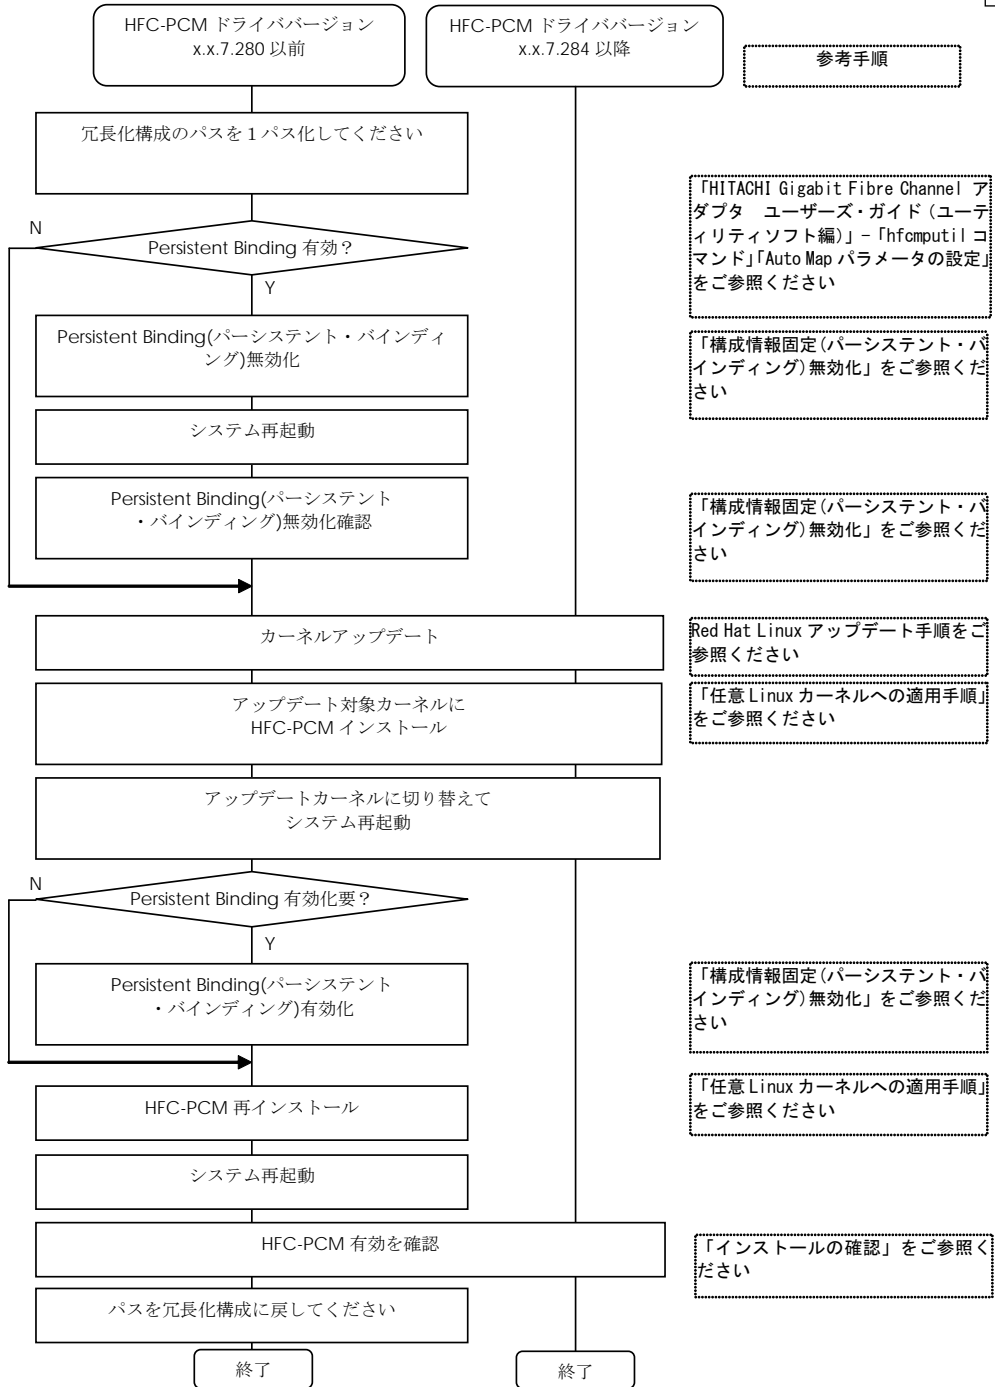 HFC-PCM ドライババージョン
x.x.7.280 以前
HFC-PCM ドライババージョン
x.x.7.284 以降
参考手順
冗長化構成のパスを１パス化してください
「HITACHI Gigabit Fibre Channel ア
ダプタ　ユーザーズ・ガイド（ユーテ
ィリティソフト編）」－「hfcmputil コ
マンド」「Auto Map パラメータの設定」
をご参照ください
N
Persistent Binding 有効？
Y
Persistent Binding(パーシステント・バインディ
ング)無効化
「構成情報固定(パーシステント・バ
インディング)無効化」をご参照くだ
さい
システム再起動
Persistent Binding(パーシステント
・バインディング)無効化確認
「構成情報固定(パーシステント・バ
インディング)無効化」をご参照くだ
さい
カーネルアップデート
Red Hat Linux アップデート手順をご
参照ください
アップデート対象カーネルに
HFC-PCM インストール
「任意 Linux カーネルへの適用手順」
をご参照ください
アップデートカーネルに切り替えて
システム再起動
N
Persistent Binding 有効化要？
Y
Persistent Binding(パーシステント
・バインディング)有効化
「構成情報固定(パーシステント・バ
インディング)無効化」をご参照くだ
さい
HFC-PCM 再インストール
「任意 Linux カーネルへの適用手順」
をご参照ください
システム再起動
HFC-PCM 有効を確認
「インストールの確認」をご参照く
ださい
パスを冗長化構成に戻してください
終了
終了